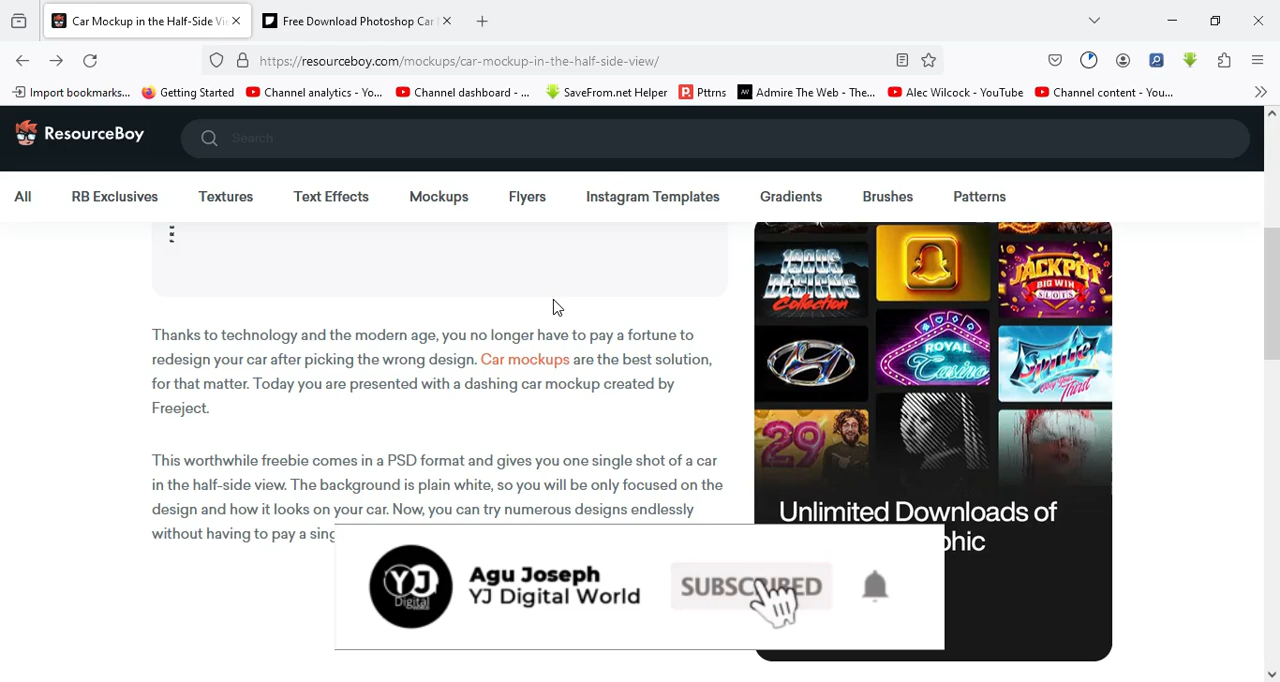 Car Mockup in the Half-Side Vi
Free Download Photoshop Car
https://resourceboy.com/mockups/car-mockup-in-the-half-side-view/
Import bookmarks...
Getting Started
Channel analytics - Yo...
Channel dashboard - ...
SaveFrom.net Helper
Pttrns
Admire The Web - The...
Alec Wilcock - YouTube
Channel content - You...
ResourceBoy
Search
All
RB Exclusives
Textures
Text Effects
Mockups
Flyers
Instagram Templates
Gradients
Brushes
Patterns
Thanks to technology and the modern age, you no longer have to pay a fortune to
redesign your car after picking the wrong design. Car mockups are the best solution,
for that matter. Today you are presented with a dashing car mockup created by
Freeject.
This worthwhile freebie comes in a PSD format and gives you one single shot of a car
in the half-side view. The background is plain white, so you will be only focused on the
design and how it looks on your car. Now, you can try numerous designs endlessly
without having to pay a sing
1980S
DESIGNS
Collection
JACKPOT
BIG WIN
SLOTS
ROYAL
Casino
Sprite
29
Unlimited Downloads of
phic
YJ
Digital
World
Agu Joseph
YJ Digital World
SUBSCRIBED